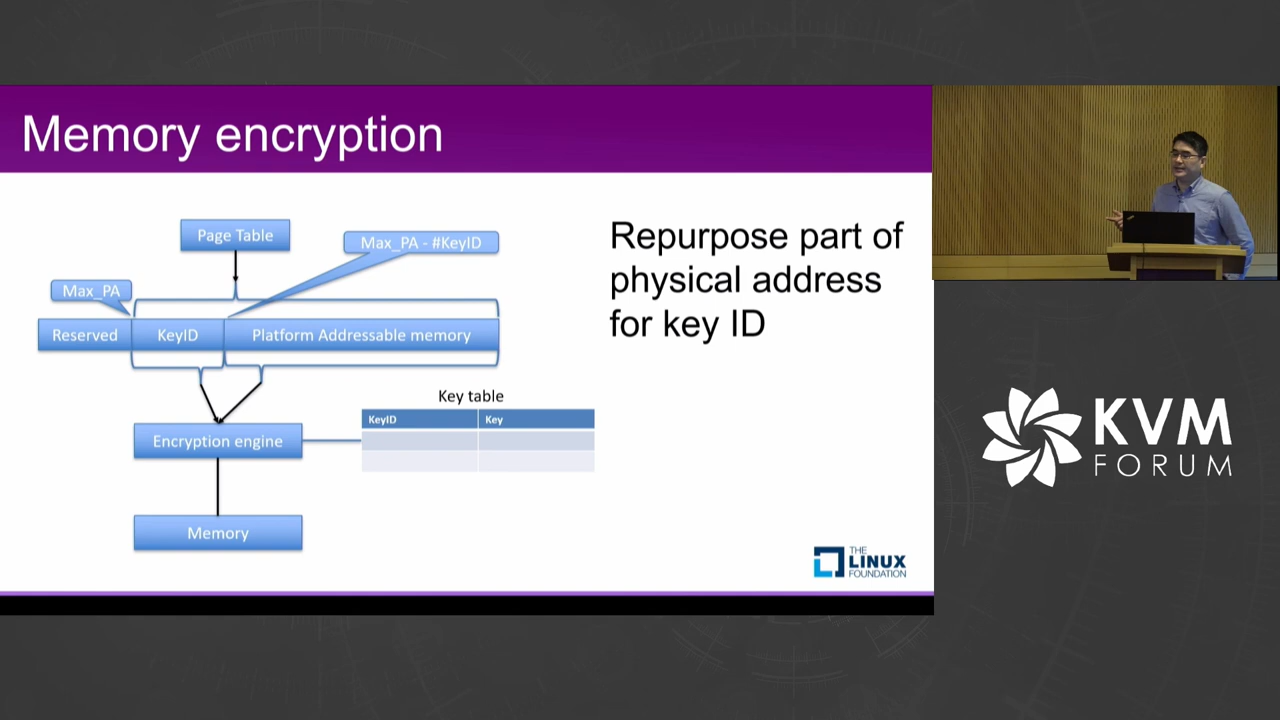 Memory encryption
Page Table
Max_PA - #KeyID
Max_PA
Reserved
KeyID
Platform Addressable memory
Key table
KeyID
Key
Encryption engine
Memory
Repurpose part of
physical address
for key ID
THE
LINUX
FOUNDATION
KVM
FORUM